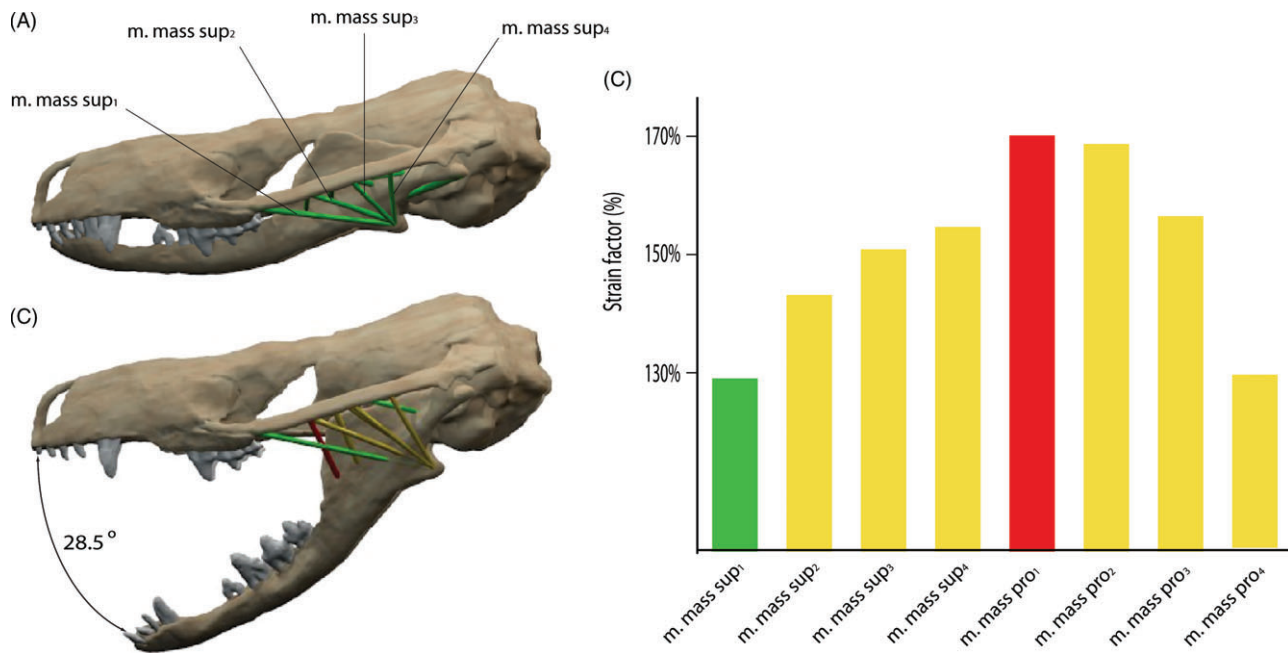 (A)
m. mass sup₃
m. mass sup₂
m. mass sup₄
m. mass sup₁
(C)
28.5 °
(C)
Strain factor (%)
170%
150%
130%
m. mass sup₁
m. mass sup₂
m. mass sup₃
m. mass sup₄
m. mass pro₁
m. mass pro₂
m. mass pro₃
m. mass pro₄